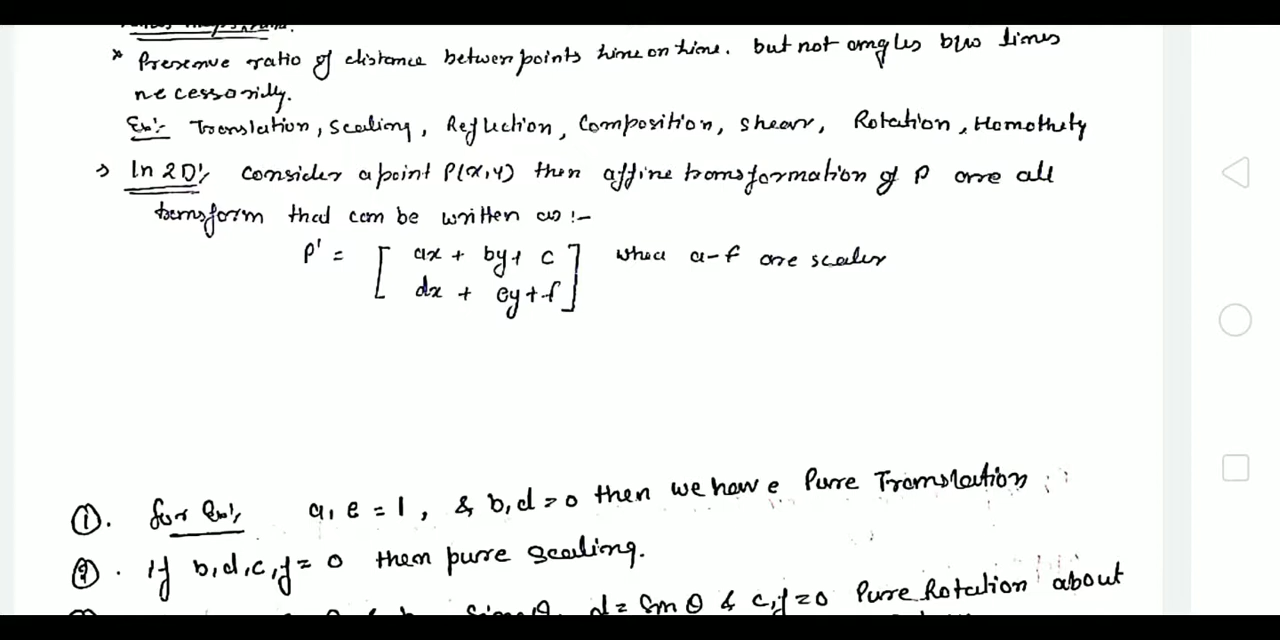 * Preserve ratio of distance between points line on line. but not angles b/w lines
necessarily.
Ex:- Translation, Scaling, Reflection, Composition, shear, Rotation, Homothety
In 2D:- consider a point P(x,y) then affine transformation of P are all
transform that can be written as :-
P' = [ ax + by + c ] where a-f are scaler
[ dx + ey + f ]
①. for Ex:- a, e = 1, & b, d = 0 then we have Pure Translation
②. If b, d, c, f = 0 then pure scaling.
d = Sin θ & c, f = 0 Pure Rotation about